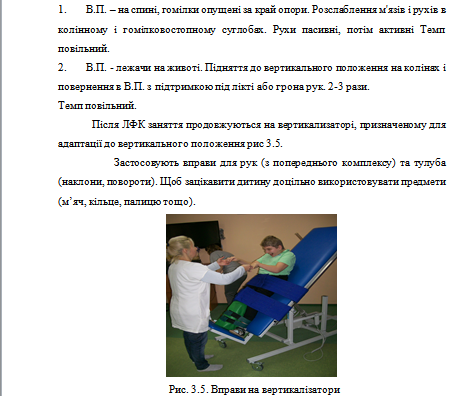 1. В.П. – на спині, гомілки опущені за край опори. Розслаблення м'язів і рухів в
колінному і гомілковостопному суглобах. Рухи пасивні, потім активні Темп
повільний.
2. В.П. - лежачи на животі. Підняття до вертикального положення на колінах і
повернення в В.П. з підтримкою під лікті або грона рук. 2-3 рази.
Темп повільний.
Після ЛФК заняття продовжуються на вертикализаторі, призначеному для
адаптації до вертикального положення рис 3.5.
Застосовують вправи для рук (з попереднього комплексу) та тулуба
(наклони, повороти). Щоб зацікавити дитину доцільно використовувати предмети
(м’яч, кільце, палицю тощо).
Рис. 3.5. Вправи на вертикалізатори